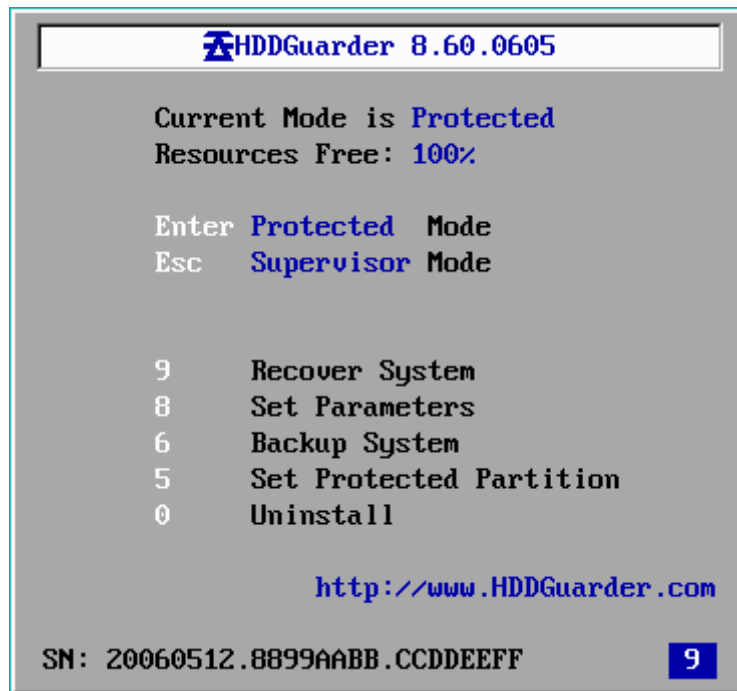 HDDGuarder 8.60.0605
Current Mode is Protected
Resources Free: 100%
Enter Protected Mode
Esc Supervisor Mode
9 Recover System
8 Set Parameters
6 Backup System
5 Set Protected Partition
0 Uninstall
http://www.HDDGuarder.com
SN: 20060512.8899AABB.CCDDEEFF 9